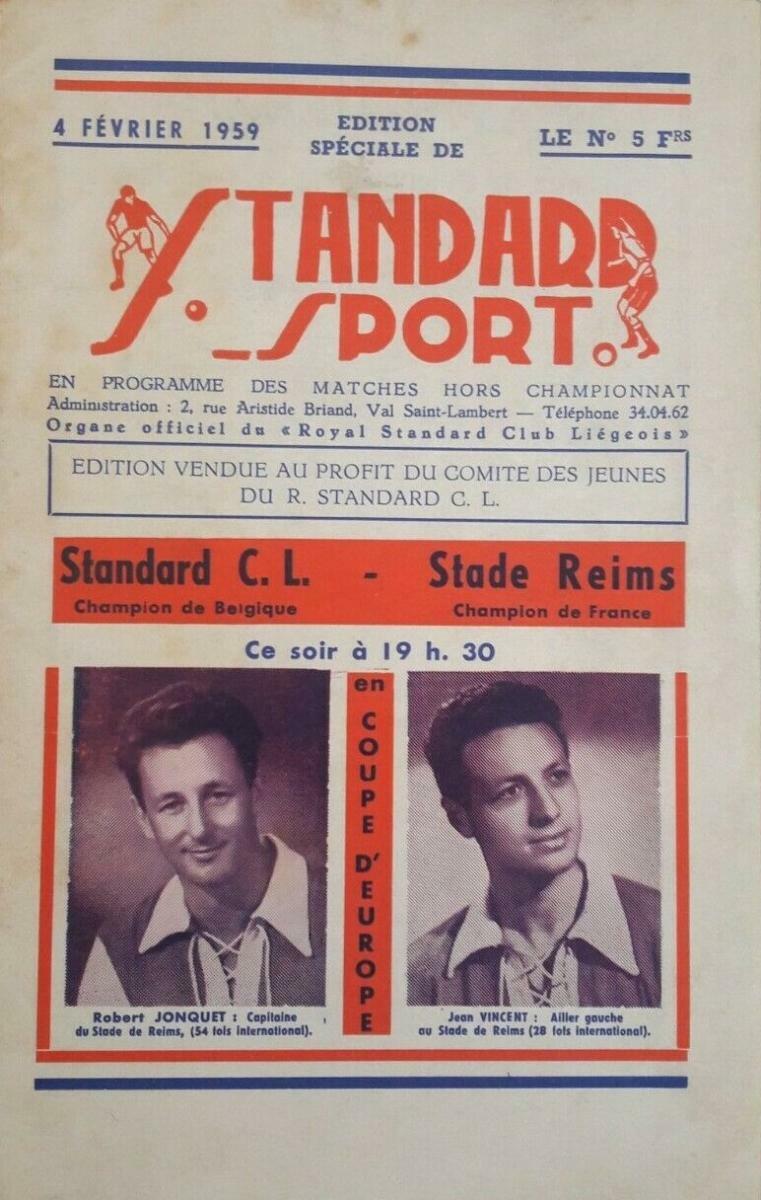 4 FÉVRIER 1959
EDITION
SPÉCIALE DE
LE No 5 FRS
STANDARD
SPORT.
EN PROGRAMME DES MATCHES HORS CHAMPIONNAT
Administration : 2, rue Aristide Briand, Val Saint-Lambert — Téléphone 34.04.62
Organe officiel du « Royal Standard Club Liégeois »
EDITION VENDUE AU PROFIT DU COMITE DES JEUNES
DU R. STANDARD C. L.
Standard C. L. - Stade Reims
Champion de Belgique
Champion de France
Ce soir à 19 h. 30
en
COUPE
D'EUROPE
Robert JONQUET : Capitaine
du Stade de Reims, (54 fois international).
Jean VINCENT : Ailier gauche
au Stade de Reims (28 fois international).